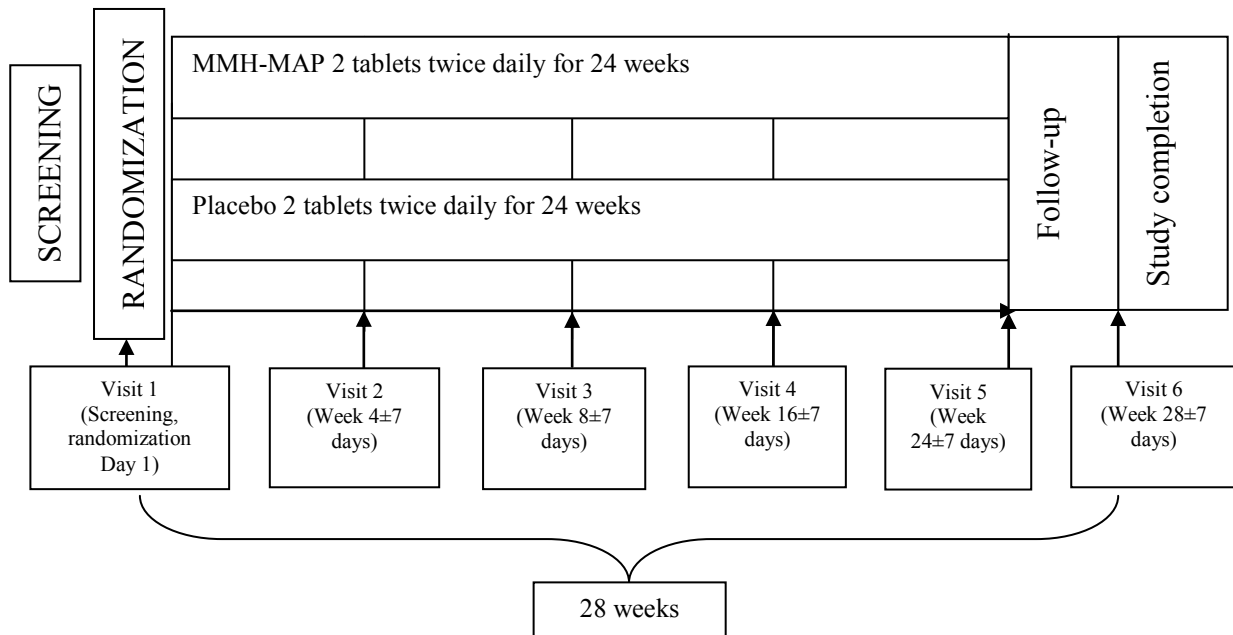 SCREENING
RANDOMIZATION
MMH-MAP 2 tablets twice daily for 24 weeks
Placebo 2 tablets twice daily for 24 weeks
Follow-up
Study completion
Visit 1
(Screening,
randomization
Day 1)
Visit 2
(Week 4±7
days)
Visit 3
(Week 8±7
days)
Visit 4
(Week 16±7
days)
Visit 5
(Week
24±7 days)
Visit 6
(Week 28±7
days)
28 weeks